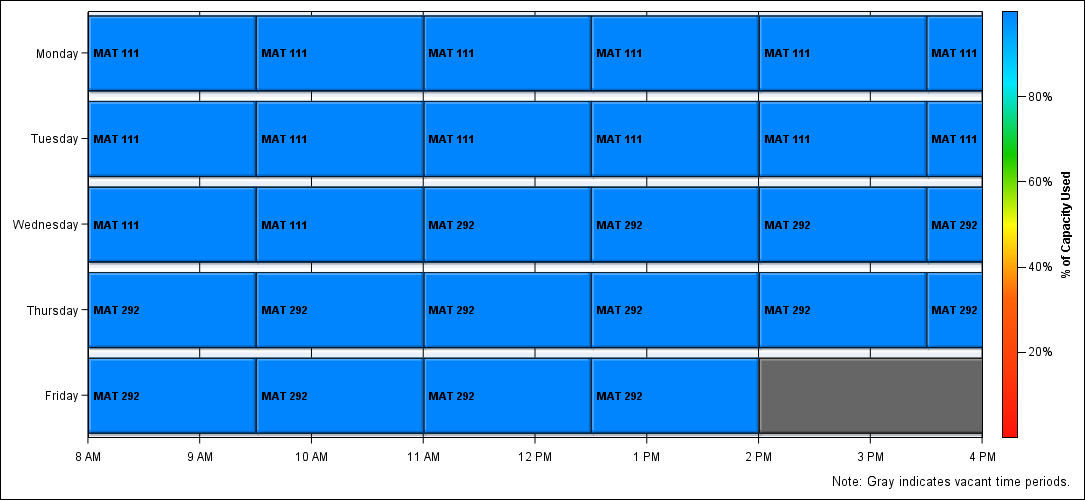 Monday MAT 111 MAT 111 MAT 111 MAT 111 MAT 111 MAT 111
80%
Tuesday MAT 111 MAT 111 MAT 111 MAT 111 MAT 111 MAT 111
60%
Wednesday MAT 111 MAT 111 MAT 292 MAT 292 MAT 292 MAT 292
% of Capacity Used
40%
Thursday MAT 292 MAT 292 MAT 292 MAT 292 MAT 292 MAT 292
20%
Friday MAT 292 MAT 292 MAT 292 MAT 292
8 AM 9 AM 10 AM 11 AM 12 PM 1 PM 2 PM 3 PM 4 PM
Note: Gray indicates vacant time periods.